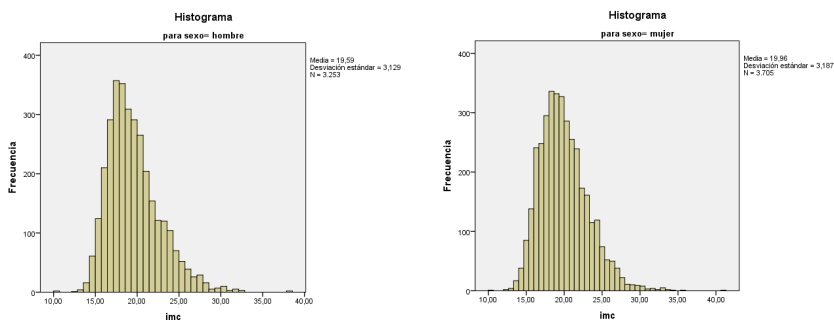 Histograma
para sexo= hombre
Media = 19,59
Desviación estándar = 3,129
N = 3.253
Frecuencia
400
300
200
100
0
10,00 15,00 20,00 25,00 30,00 35,00 40,00
imc
Histograma
para sexo= mujer
Media = 19,96
Desviación estándar = 3,187
N = 3.705
Frecuencia
400
300
200
100
0
10,00 15,00 20,00 25,00 30,00 35,00 40,00
imc